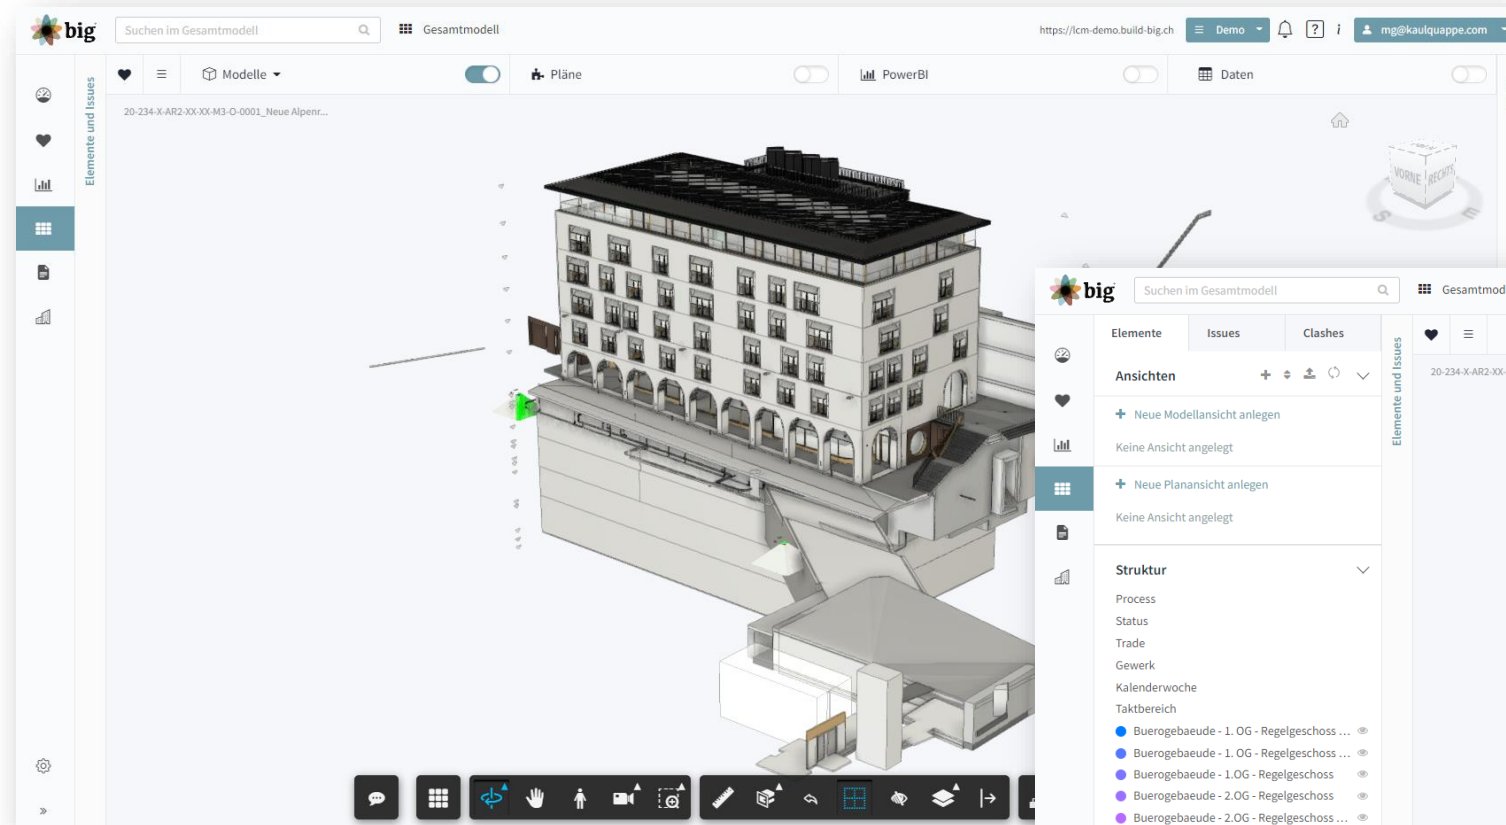 big
Suchen im Gesamtmodell
Gesamtmodell
https://lcm-demo.build-big.ch
Demo
?
i
mg@kaulquappe.com
Elemente und Issues
Modelle
Pläne
PowerBI
Daten
20-234-X-AR2-XX-XX-M3-O-0001_Neue Alpenr...
VORNE
RECHTS
S
big
Suchen im Gesamtmodell
Gesamtmod
Elemente
Issues
Clashes
Elemente und Issues
Ansichten
20-234-X-AR2-XX-
Neue Modellansicht anlegen
Keine Ansicht angelegt
Neue Planansicht anlegen
Keine Ansicht angelegt
Struktur
Process
Status
Trade
Gewerk
Kalenderwoche
Taktbereich
Buerogebaeude - 1. OG - Regelgeschoss ...
Buerogebaeude - 1. OG - Regelgeschoss ...
Buerogebaeude - 1.OG - Regelgeschoss
Buerogebaeude - 2.OG - Regelgeschoss
Buerogebaeude - 2.OG - Regelgeschoss ...